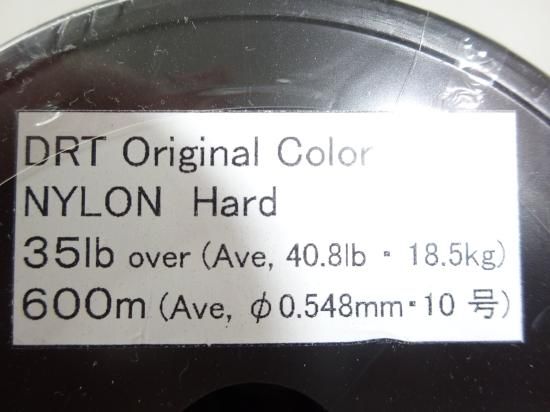 DRT Original Color
NYLON Hard
35lb over (Ave, 40.8lb・18.5kg)
600m (Ave, φ0.548mm・10 号)